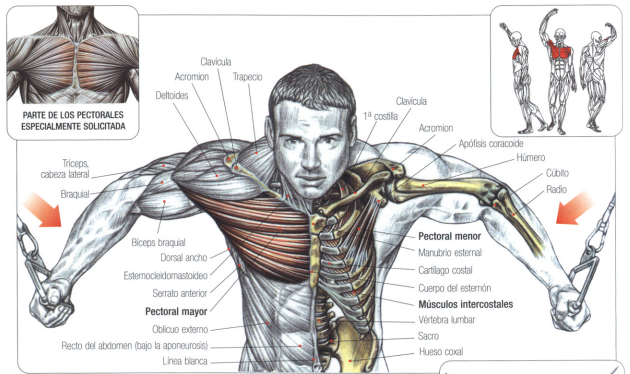 PARTE DE LOS PECTORALES
ESPECIALMENTE SOLICITADA
Clavícula
Acromion
Trapecio
Deltoides
Tríceps,
cabeza lateral
Braquial
Bíceps braquial
Dorsal ancho
Esternocleidomastoideo
Serrato anterior
Pectoral mayor
Oblicuo externo
Recto del abdomen (bajo la aponeurosis)
Línea blanca
Clavícula
1ª costilla
Acromion
Apófisis coracoide
Húmero
Cúbito
Radio
Pectoral menor
Manubrio esternal
Cartílago costal
Cuerpo del esternón
Músculos intercostales
Vértebra lumbar
Sacro
Hueso coxal